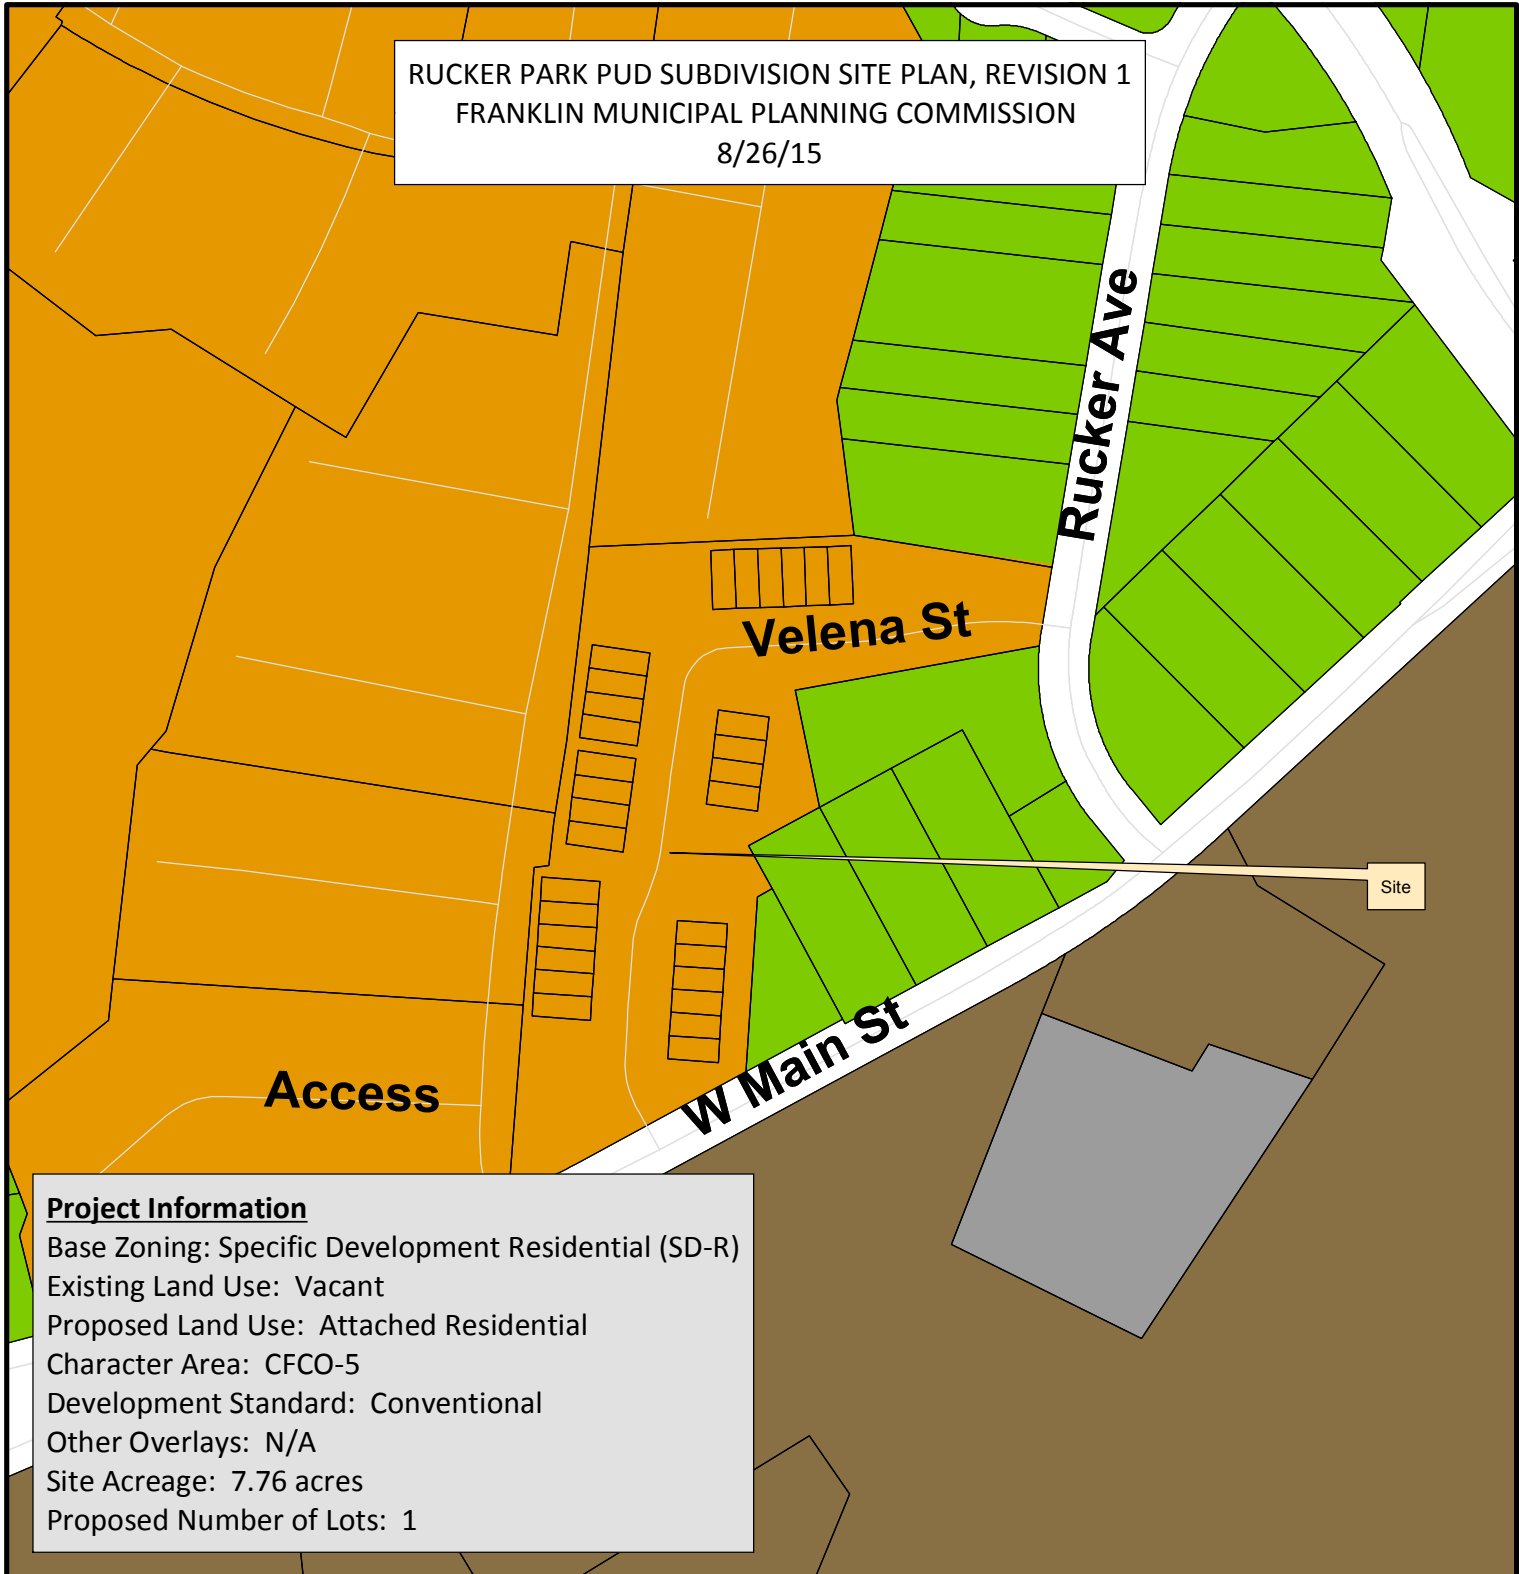 RUCKER PARK PUD SUBDIVISION SITE PLAN, REVISION 1
FRANKLIN MUNICIPAL PLANNING COMMISSION
8/26/15
Rucker Ave
Velena St
Site
W Main St
Access
Project Information
Base Zoning: Specific Development Residential (SD-R)
Existing Land Use: Vacant
Proposed Land Use: Attached Residential
Character Area: CFCO-5
Development Standard: Conventional
Other Overlays: N/A
Site Acreage: 7.76 acres
Proposed Number of Lots: 1